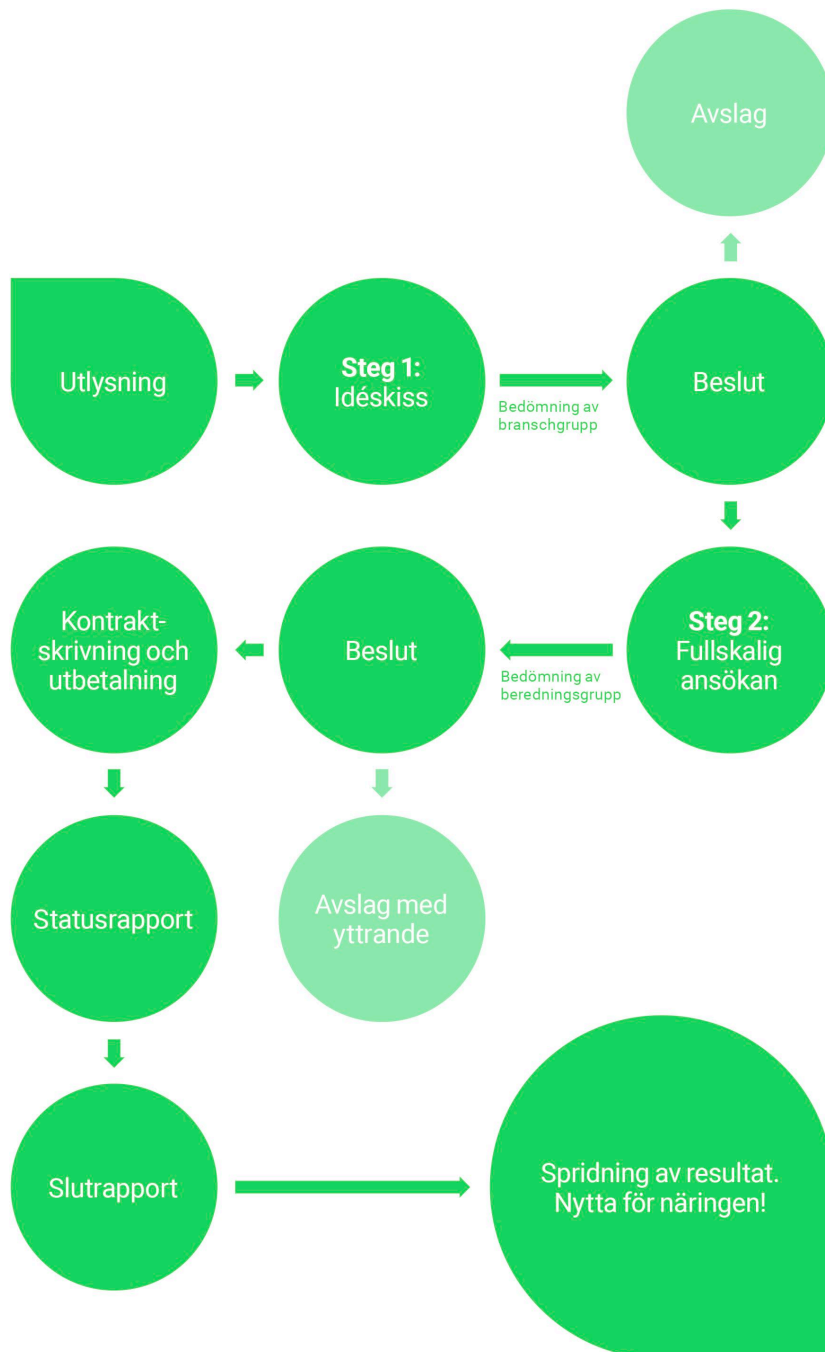 Avslag
Utlysning
Steg 1:
Idéskiss
Bedömning av
branschgrupp
Beslut
Kontrakt-
skrivning och
utbetalning
Beslut
Bedömning av
beredningsgrupp
Steg 2:
Fullskalig
ansökan
Statusrapport
Avslag med
yttrande
Slutrapport
Spridning av resultat.
Nytta för näringen!